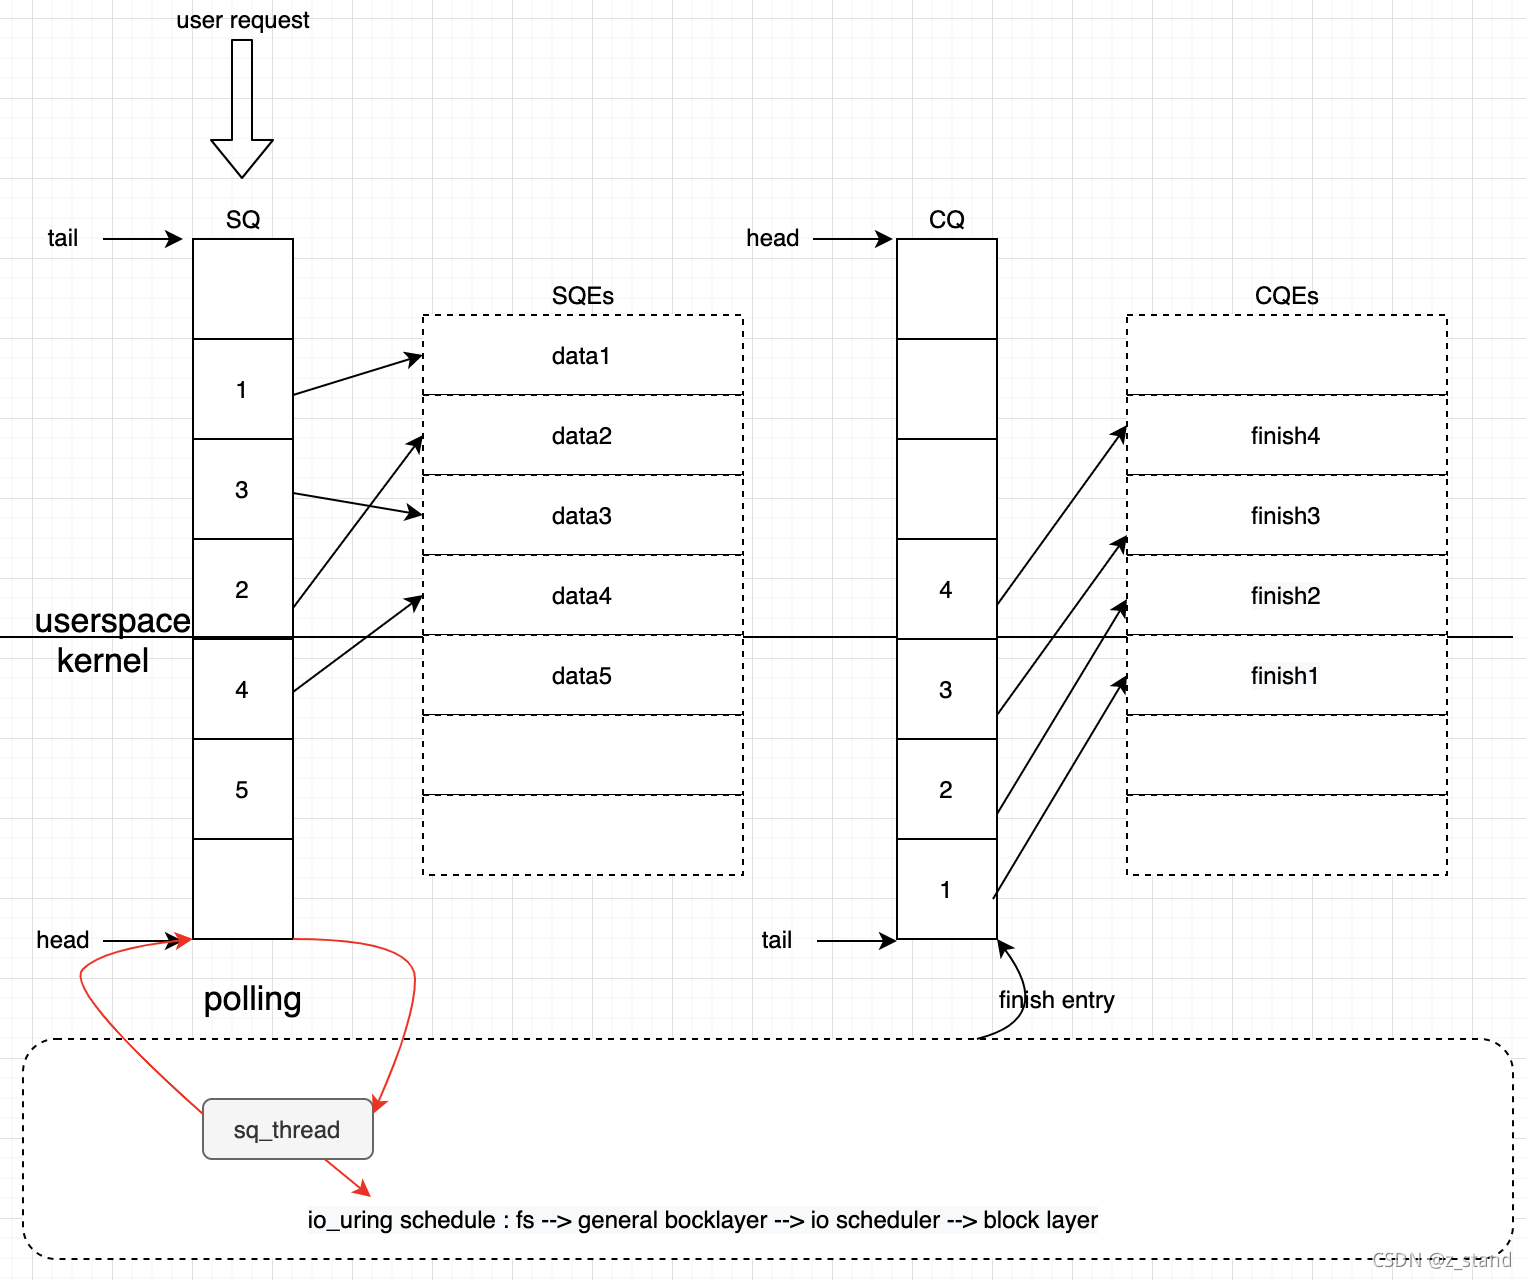 user request
SQ
tail
1
3
2
4
5
head
SQEs
data1
data2
data3
data4
data5
userspace
kernel
CQ
head
4
3
2
1
tail
CQEs
finish4
finish3
finish2
finish1
polling
finish entry
sq_thread
io_uring schedule : fs --> general bocklayer --> io scheduler --> block layer
CSDN @z_stand